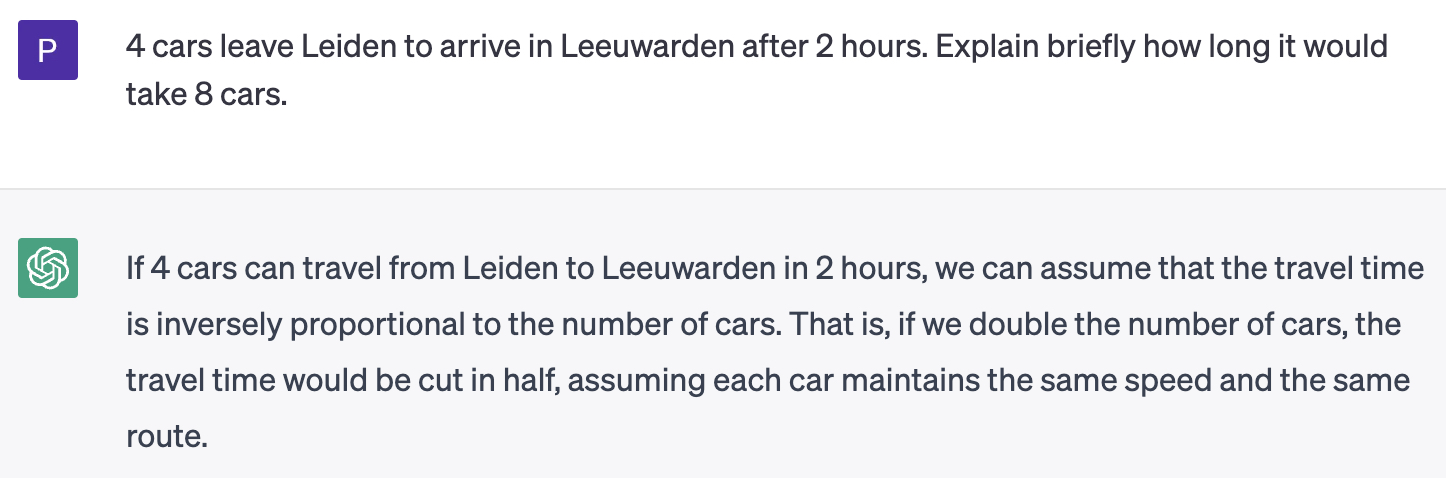 P
4 cars leave Leiden to arrive in Leeuwarden after 2 hours. Explain briefly how long it would
take 8 cars.
If 4 cars can travel from Leiden to Leeuwarden in 2 hours, we can assume that the travel time
is inversely proportional to the number of cars. That is, if we double the number of cars, the
travel time would be cut in half, assuming each car maintains the same speed and the same
route.